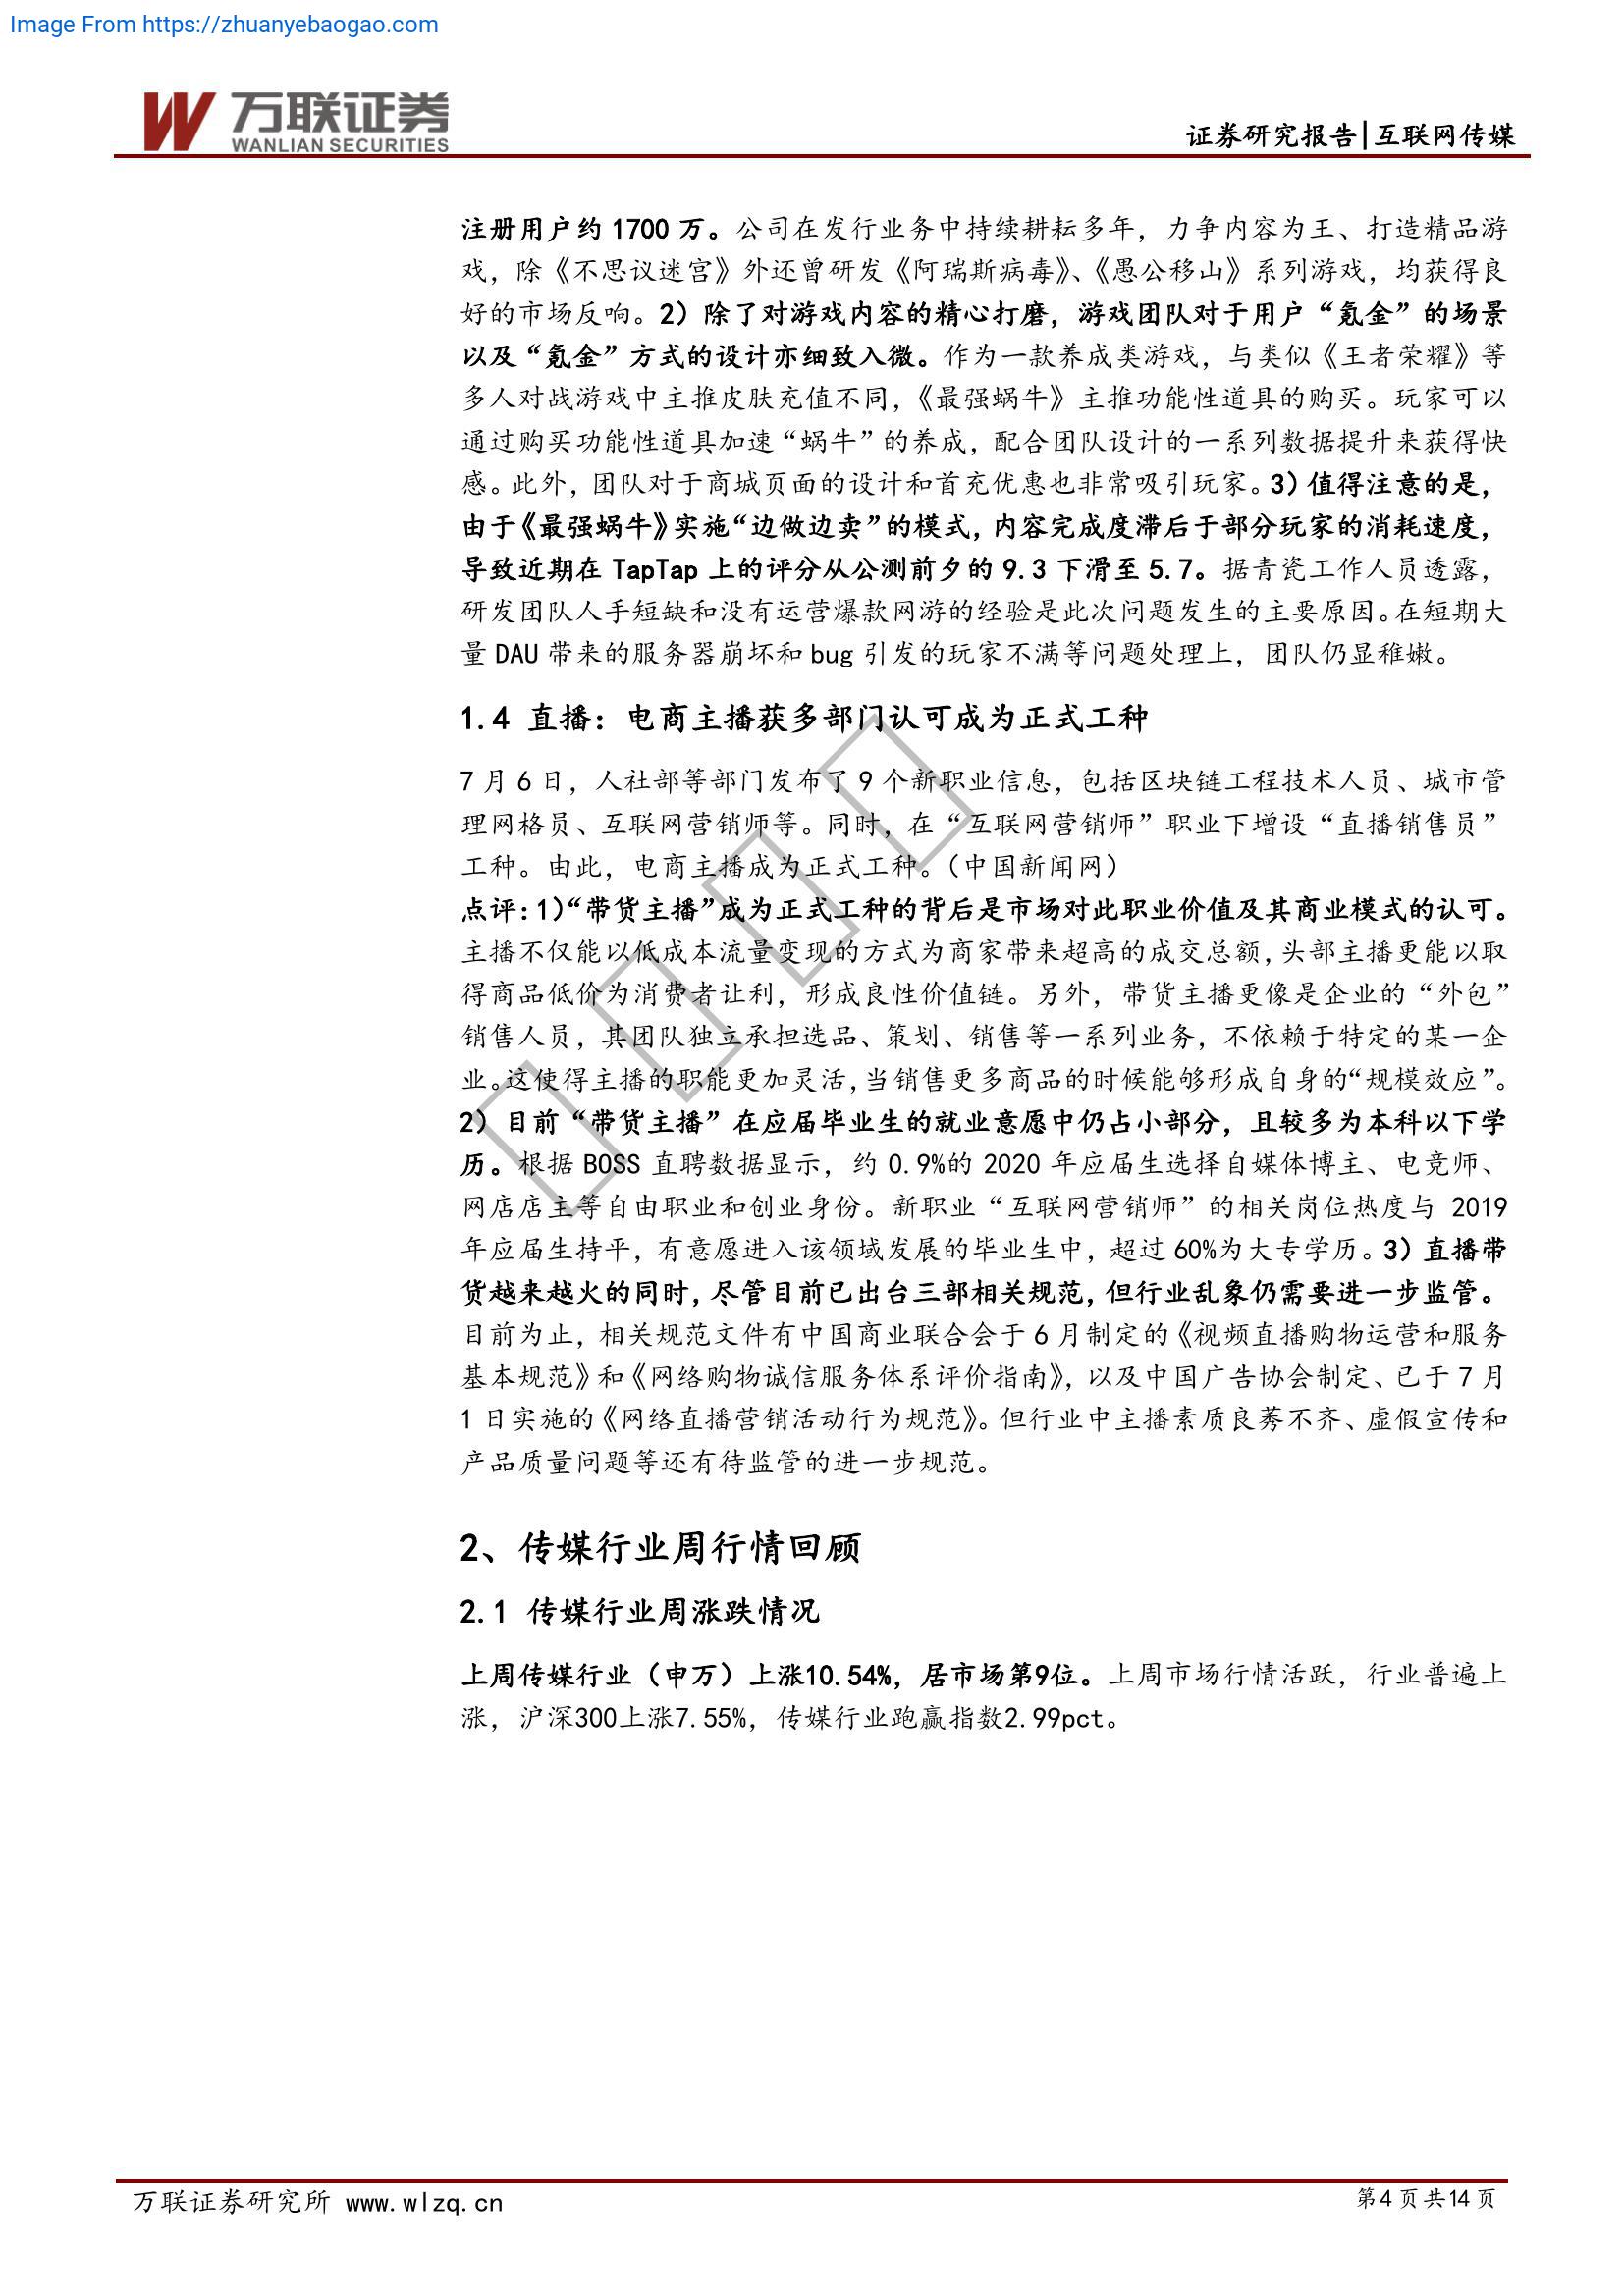 Image From https://zhuanyebaogao.com
万联证券
WANLIAN SECURITIES
证券研究报告|互联网传媒
注册用户约 1700 万。公司在发行业务中持续耕耘多年，力争内容为王、打造精品游
戏，除《不思议迷宫》外还曾研发《阿瑞斯病毒》、《愚公移山》系列游戏，均获得良
好的市场反响。2）除了对游戏内容的精心打磨，游戏团队对于用户“氪金”的场景
以及“氪金”方式的设计亦细致入微。作为一款养成类游戏，与类似《王者荣耀》等
多人对战游戏中主推皮肤充值不同，《最强蜗牛》主推功能性道具的购买。玩家可以
通过购买功能性道具加速“蜗牛”的养成，配合团队设计的一系列数据提升来获得快
感。此外，团队对于商城页面的设计和首充优惠也非常吸引玩家。3）值得注意的是，
由于《最强蜗牛》实施“边做边卖”的模式，内容完成度滞后于部分玩家的消耗速度，
导致近期在 TapTap 上的评分从公测前夕的 9.3 下滑至 5.7。据青瓷工作人员透露，
研发团队人手短缺和没有运营爆款网游的经验是此次问题发生的主要原因。在短期大
量 DAU 带来的服务器崩坏和 bug 引发的玩家不满等问题处理上，团队仍显稚嫩。
1.4 直播：电商主播获多部门认可成为正式工种
7 月 6 日，人社部等部门发布了 9 个新职业信息，包括区块链工程技术人员、城市管
理网格员、互联网营销师等。同时，在“互联网营销师”职业下增设“直播销售员”
工种。由此，电商主播成为正式工种。（中国新闻网）
点评：1）“带货主播”成为正式工种的背后是市场对此职业价值及其商业模式的认可。
主播不仅能以低成本流量变现的方式为商家带来超高的成交总额，头部主播更能以取
得商品低价为消费者让利，形成良性价值链。另外，带货主播更像是企业的“外包”
销售人员，其团队独立承担选品、策划、销售等一系列业务，不依赖于特定的某一企
业。这使得主播的职能更加灵活，当销售更多商品的时候能够形成自身的“规模效应”。
2）目前“带货主播”在应届毕业生的就业意愿中仍占小部分，且较多为本科以下学
历。根据 BOSS 直聘数据显示，约 0.9%的 2020 年应届生选择自媒体博主、电竞师、
网店店主等自由职业和创业身份。新职业“互联网营销师”的相关岗位热度与 2019
年应届生持平，有意愿进入该领域发展的毕业生中，超过 60%为大专学历。3）直播带
货越来越火的同时，尽管目前已出台三部相关规范，但行业乱象仍需要进一步监管。
目前为止，相关规范文件有中国商业联合会于 6 月制定的《视频直播购物运营和服务
基本规范》和《网络购物诚信服务体系评价指南》，以及中国广告协会制定、已于 7 月
1 日实施的《网络直播营销活动行为规范》。但行业中主播素质良莠不齐、虚假宣传和
产品质量问题等还有待监管的进一步规范。
2、传媒行业周行情回顾
2.1 传媒行业周涨跌情况
上周传媒行业（申万）上涨10.54%，居市场第9位。上周市场行情活跃，行业普遍上
涨，沪深300上涨7.55%，传媒行业跑赢指数2.99pct。
万联证券研究所 www.wlzq.cn
第 4 页 共 14 页